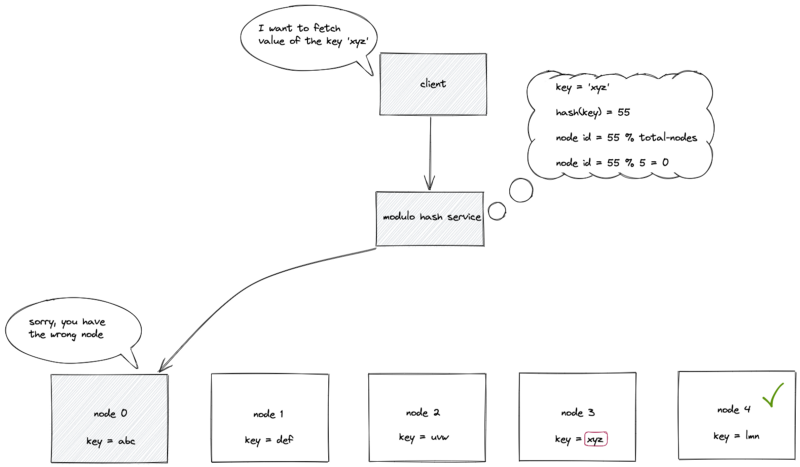 I want to fetch
value of the key 'xyz'
client
key = 'xyz'
hash(key) = 55
node id = 55 % total-nodes
node id = 55 % 5 = 0
modulo hash service
sorry, you have
the wrong node
node 0
key = abc
node 1
key = def
node 2
key = uvw
node 3
key = xyz
node 4
key = lmn